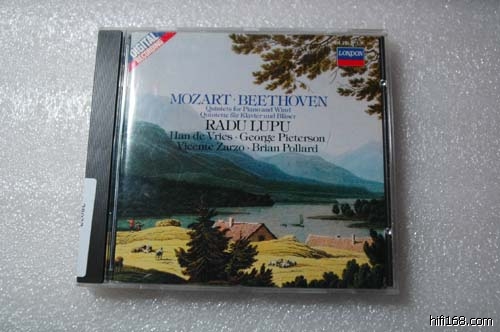 DIGITAL
RECORDING
LONDON
MOZART · BEETHOVEN
Quintets for Piano and Wind
Quintette für Klavier und Bläser
RADU LUPU
Han de Vries · George Pieterson
Vicente Zarzo · Brian Pollard
hifi168.com